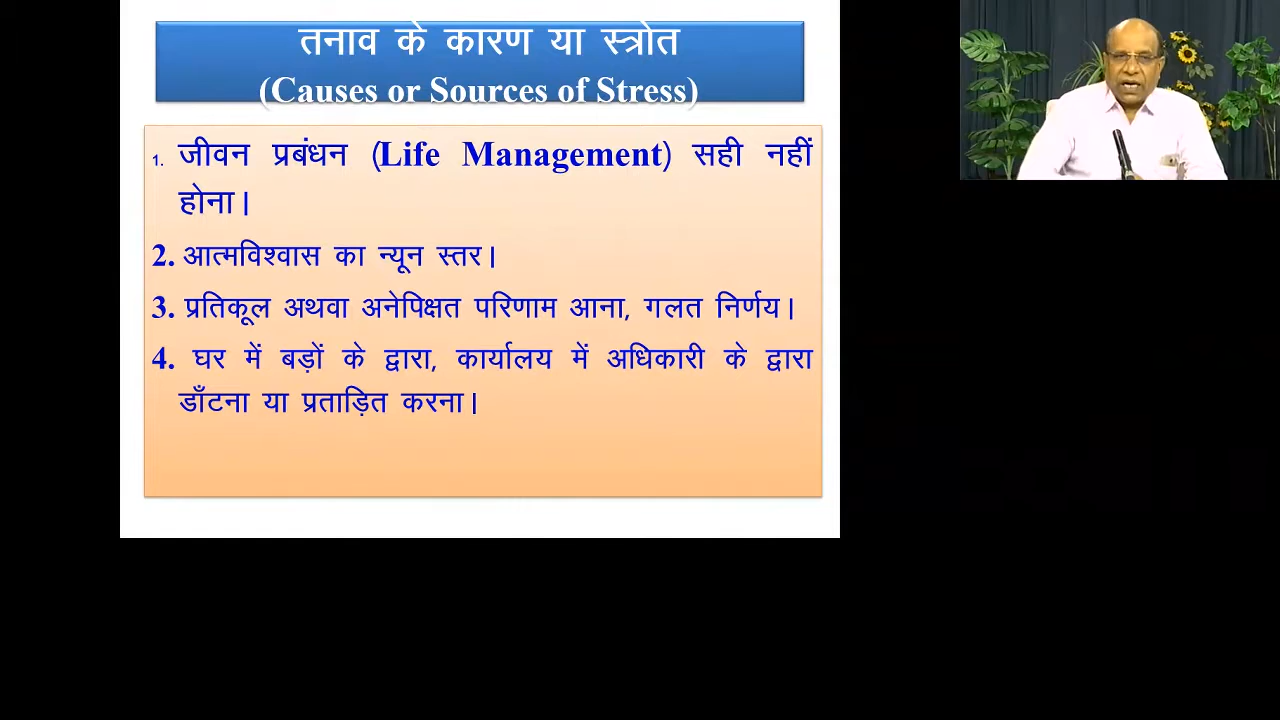 तनाव के कारण या स्त्रोत
(Causes or Sources of Stress)
1. जीवन प्रबंधन (Life Management) सही नहीं
होना।
2. आत्मविश्वास का न्यून स्तर।
3. प्रतिकूल अथवा अनेपिक्षत परिणाम आना, गलत निर्णय।
4. घर में बड़ों के द्वारा, कार्यालय में अधिकारी के द्वारा
डाँटना या प्रताड़ित करना।